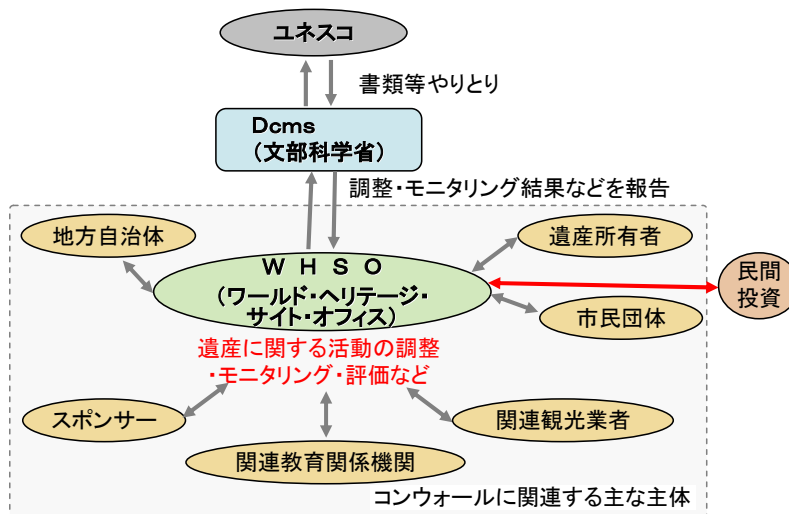 ユネスコ
書類等やりとり
Dcms
（文部科学省）
調整・モニタリング結果などを報告
地方自治体
遺産所有者
ＷＨＳＯ
（ワールド・ヘリテージ・
サイト・オフィス）
民間
投資
市民団体
遺産に関する活動の調整
・モニタリング・評価など
スポンサー
関連観光業者
関連教育関係機関
コンウォールに関連する主な主体